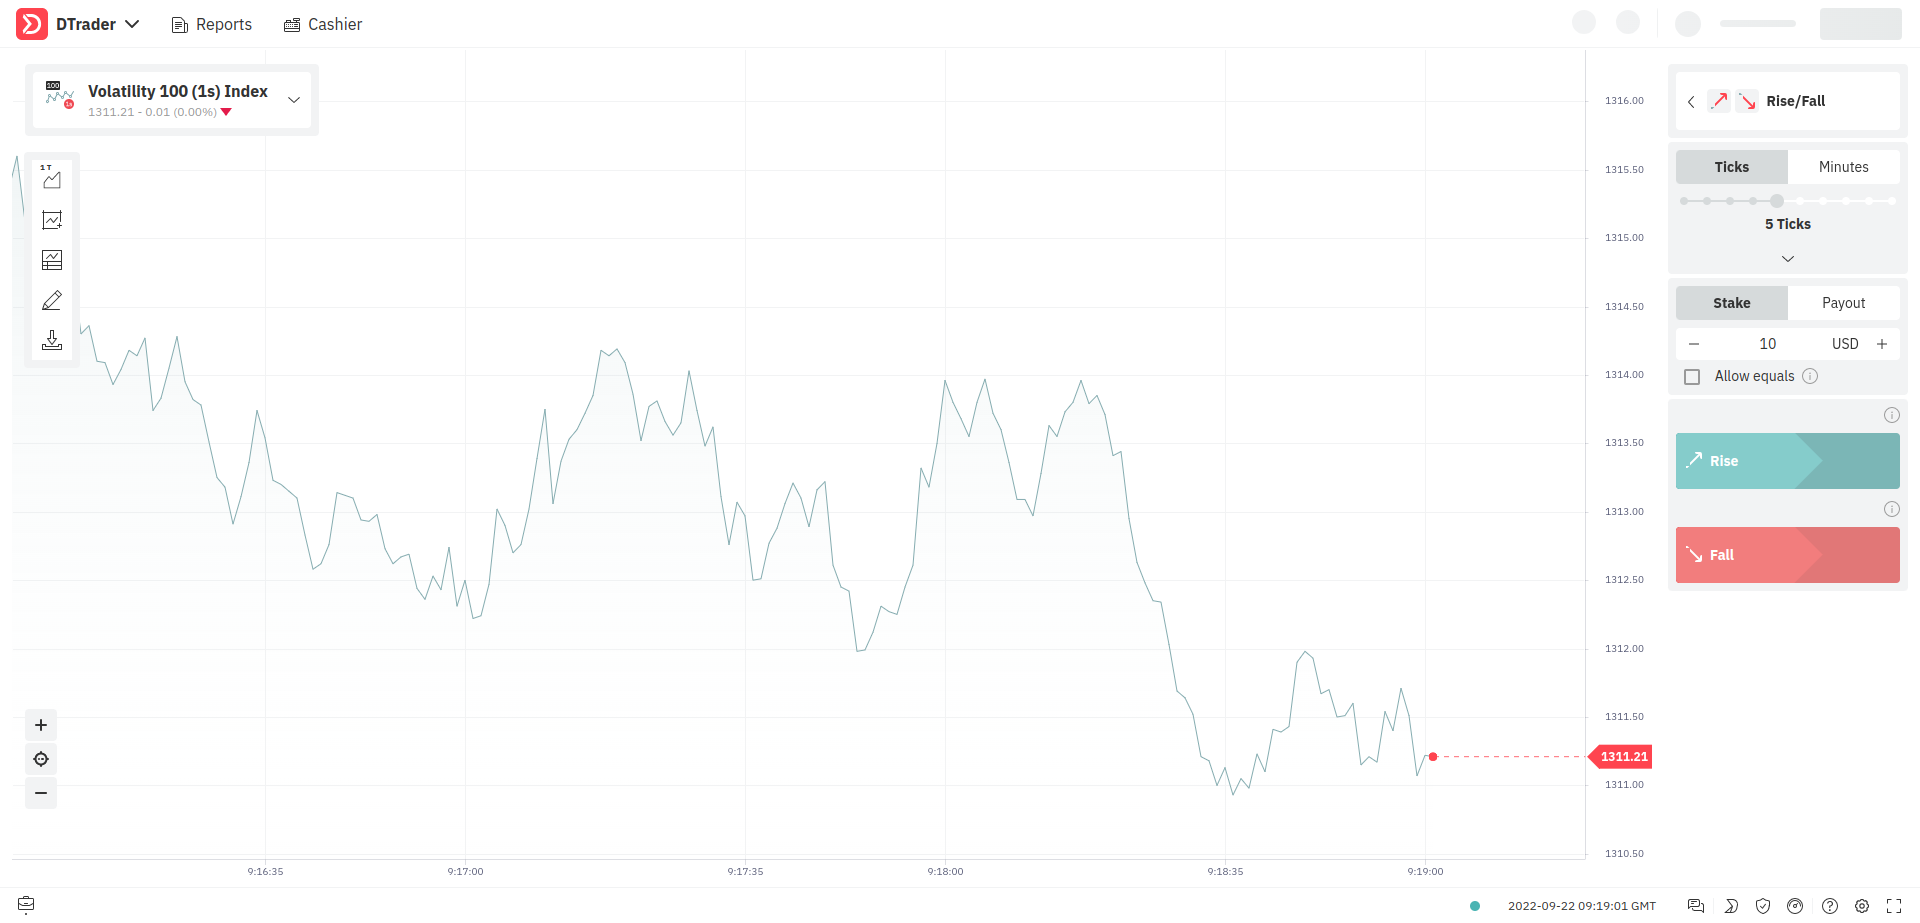 DTrader
Reports
Cashier
100
1s
Volatility 100 (1s) Index
1311.21 - 0.01 (0.00%)
1 T
1316.00
1315.50
1315.00
1314.50
1314.00
1313.50
1313.00
1312.50
1312.00
1311.50
1311.21
1311.00
1310.50
9:16:35
9:17:00
9:17:35
9:18:00
9:18:35
9:19:00
Rise/Fall
Ticks
Minutes
5 Ticks
Stake
Payout
10
USD
Allow equals
Rise
Fall
2022-09-22 09:19:01 GMT